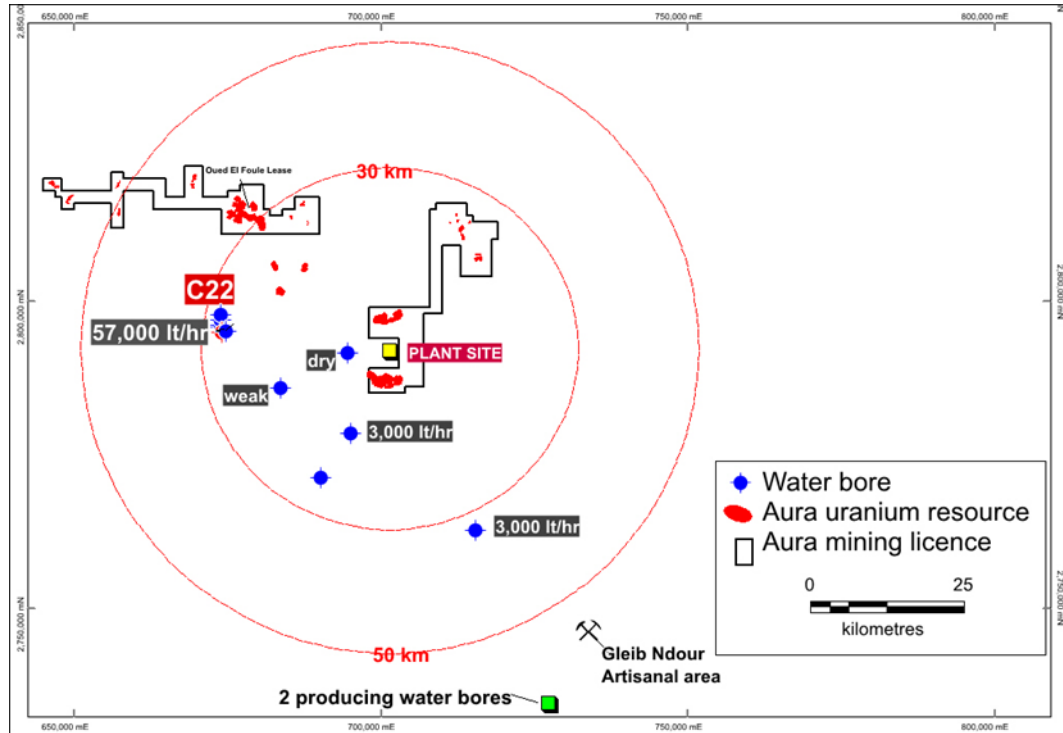 650,000 mE
700,000 mE
750,000 mE
800,000 mE
2,850,000 mN
30 km
Oued El Foule Lease
C22
2,800,000 mN
2,800,000 mN
57,000 lt/hr
dry
PLANT SITE
weak
3,000 lt/hr
3,000 lt/hr
Water bore
Aura uranium resource
Aura mining licence
0 25
kilometres
2,750,000 mN
2,750,000 mN
50 km
Gleib Ndour
Artisanal area
2 producing water bores
650,000 mE
700,000 mE
750,000 mE
800,000 mE